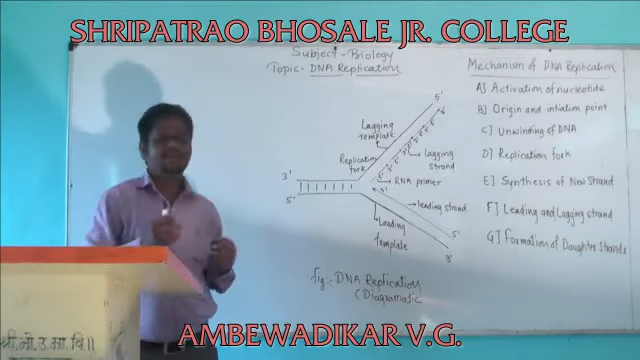 SHRIPATRAO BHOSALE JR. COLLEGE
Subject - Biology
Topic - DNA Replication
Mechanism of DNA Replication
A] Activation of nucleotide
B] Origin and intiation point
C] Unwinding of DNA
D] Replication fork
E] Synthesis of New Strand
F] Leading and Lagging strand
G] Formation of Daughter Strands
5'
Lagging
template
Replication
fork
Lagging
strand
RNA primer
3'
5'
3'
leading strand
Leading
template
5'
3'
fig.- DNA Replication
(Diagramatic
AMBEWADIKAR V.G.